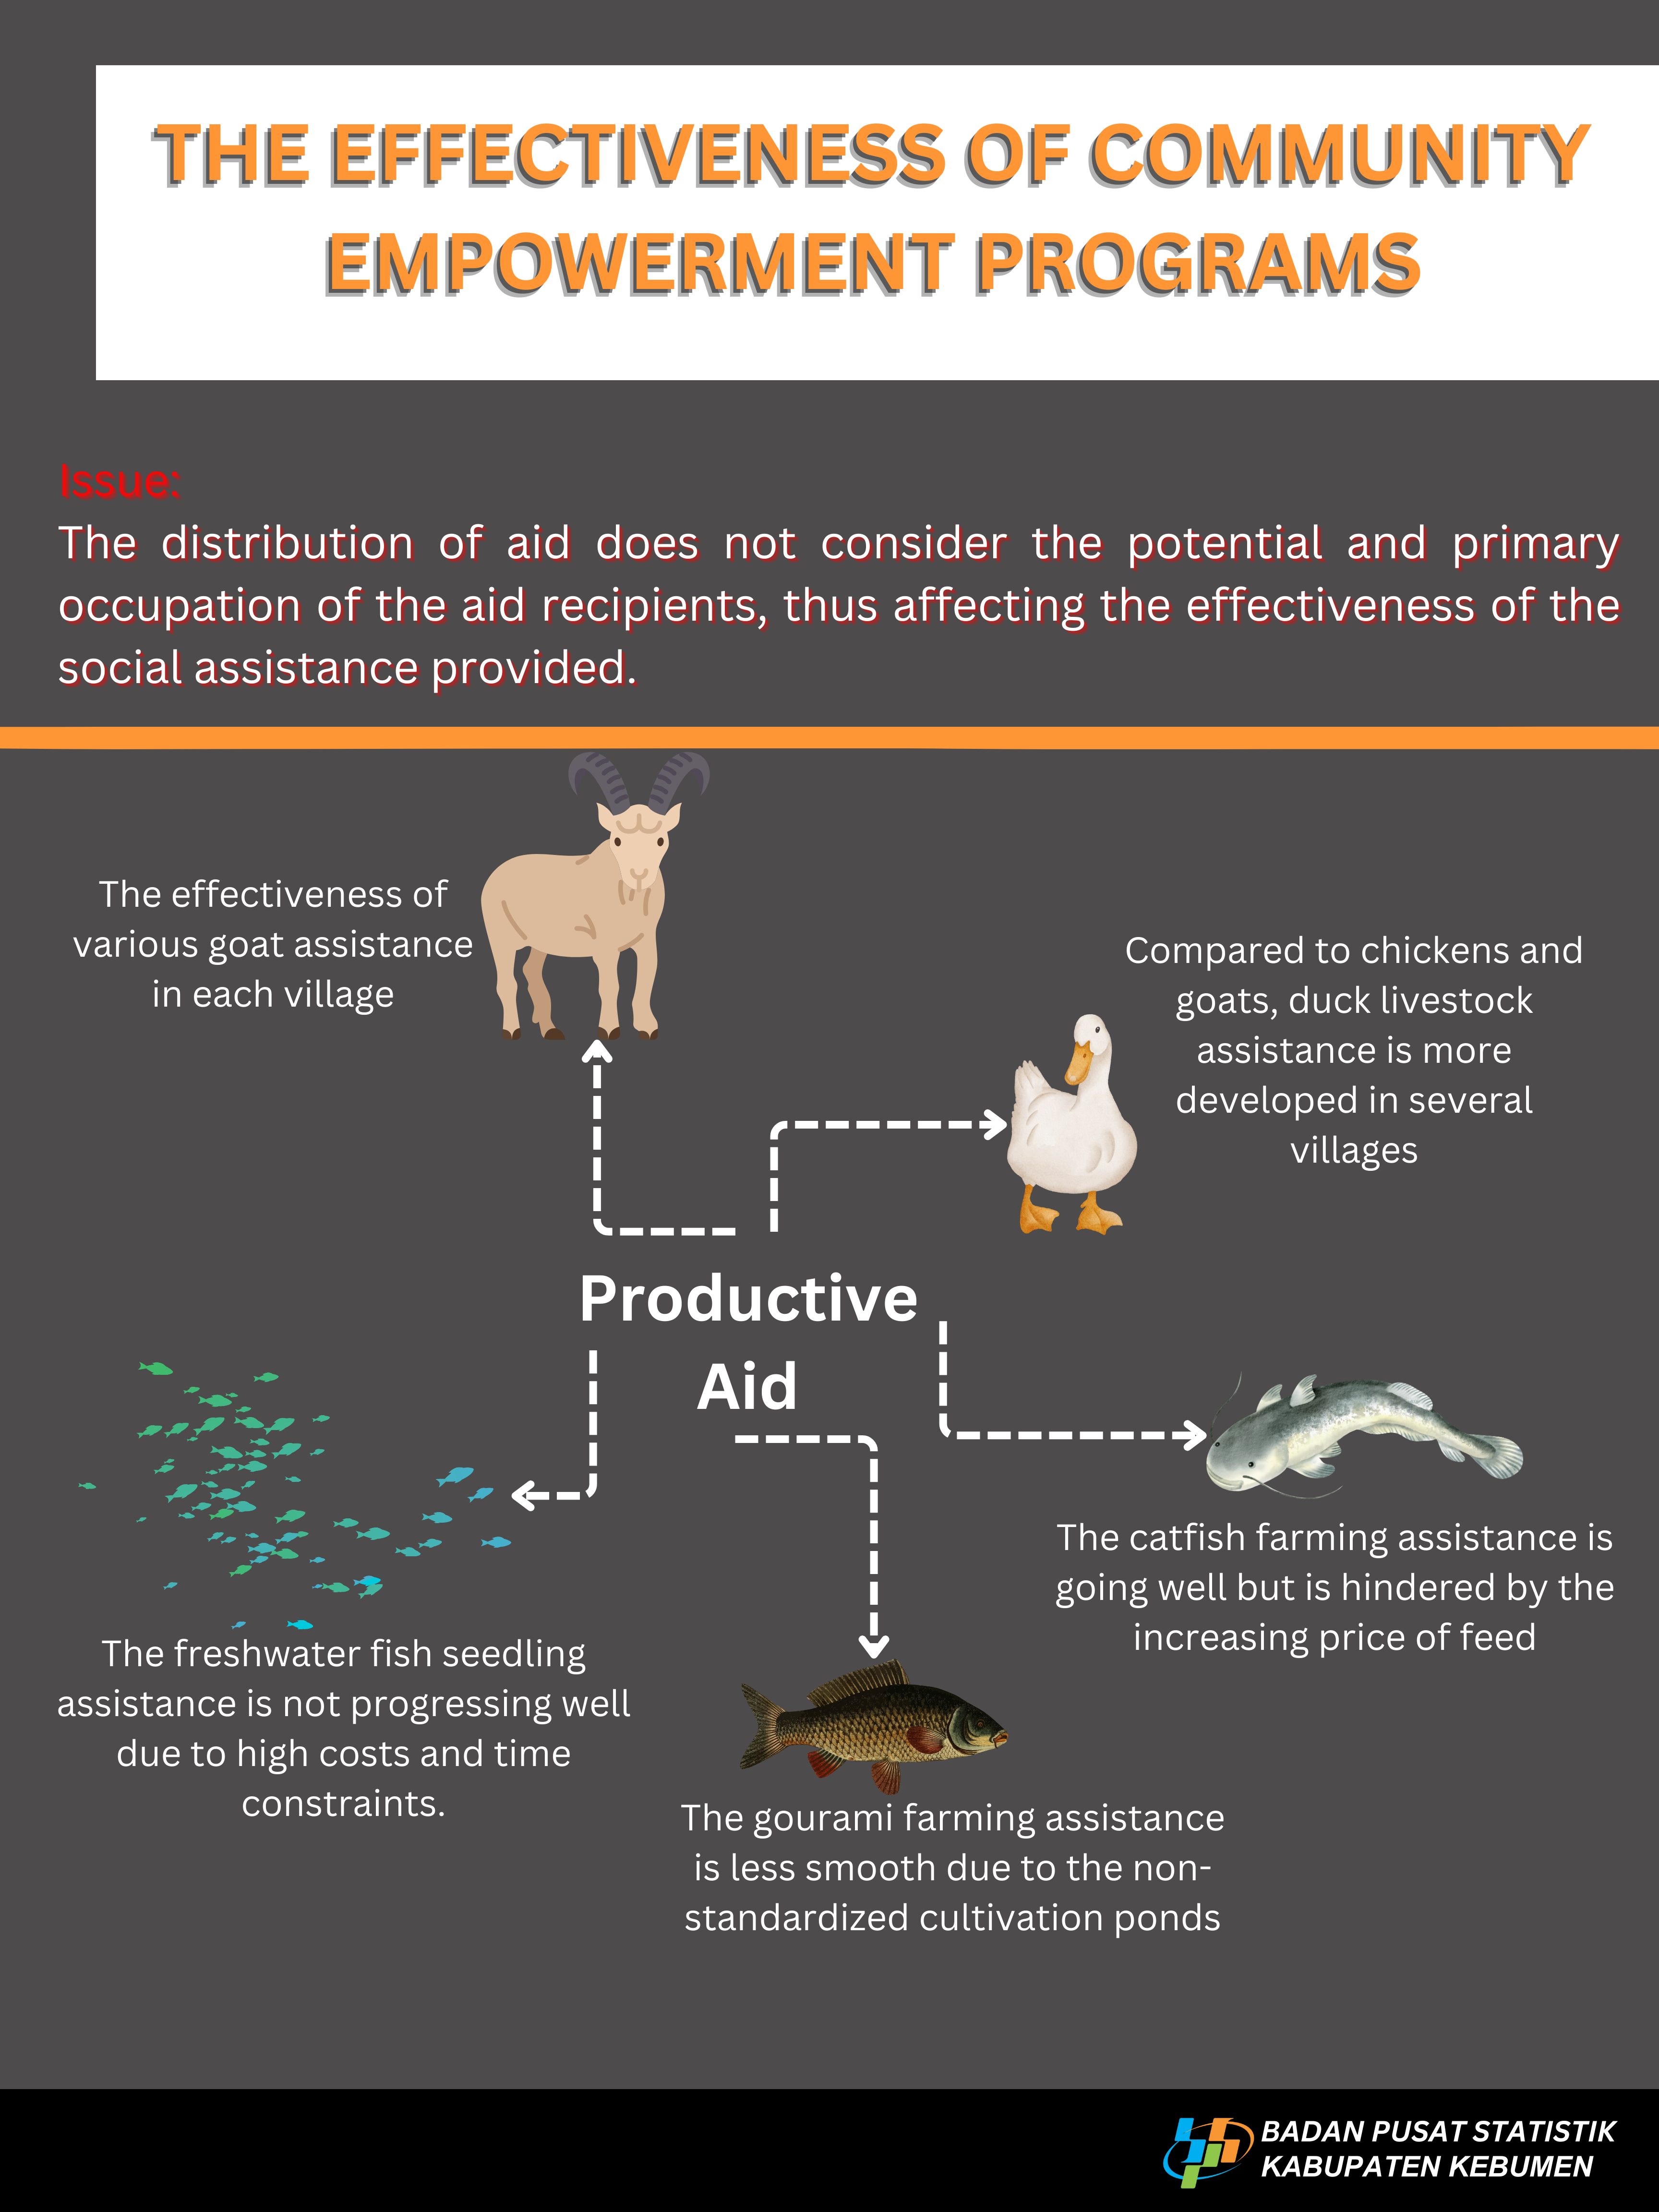 THE EFFECTIVENESS OF COMMUNITY
EMPOWERMENT PROGRAMS
Issue:
The distribution of aid does not consider the potential and primary
occupation of the aid recipients, thus affecting the effectiveness of the
social assistance provided.
The effectiveness of
various goat assistance
in each village
Compared to chickens and
goats, duck livestock
assistance is more
developed in several
villages
Productive
Aid
The catfish farming assistance is
going well but is hindered by the
increasing price of feed
The freshwater fish seedling
assistance is not progressing well
due to high costs and time
constraints.
The gourami farming assistance
is less smooth due to the non-
standardized cultivation ponds
BADAN PUSAT STATISTIK
KABUPATEN KEBUMEN